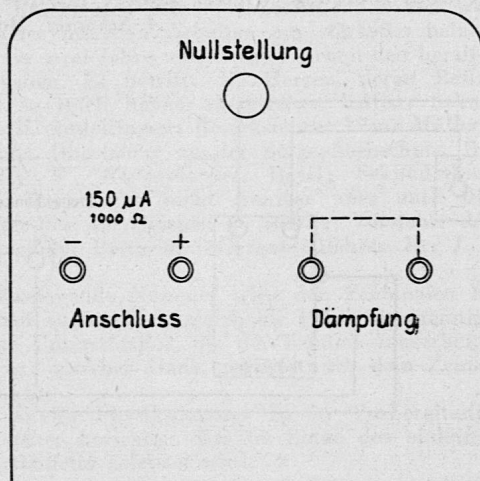 Nullstellung
150 µA
1000 Ω
− +
Anschluss Dämpfung